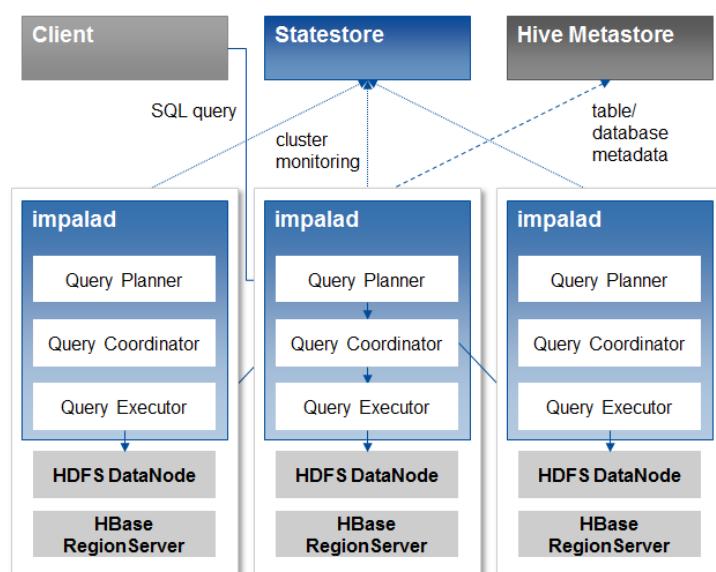 Client
Statestore
Hive Metastore
SQL query
cluster
monitoring
table/
database
metadata
impalad
Query Planner
Query Coordinator
Query Executor
HDFS DataNode
HBase
RegionServer
impalad
Query Planner
Query Coordinator
Query Executor
HDFS DataNode
HBase
RegionServer
impalad
Query Planner
Query Coordinator
Query Executor
HDFS DataNode
HBase
RegionServer